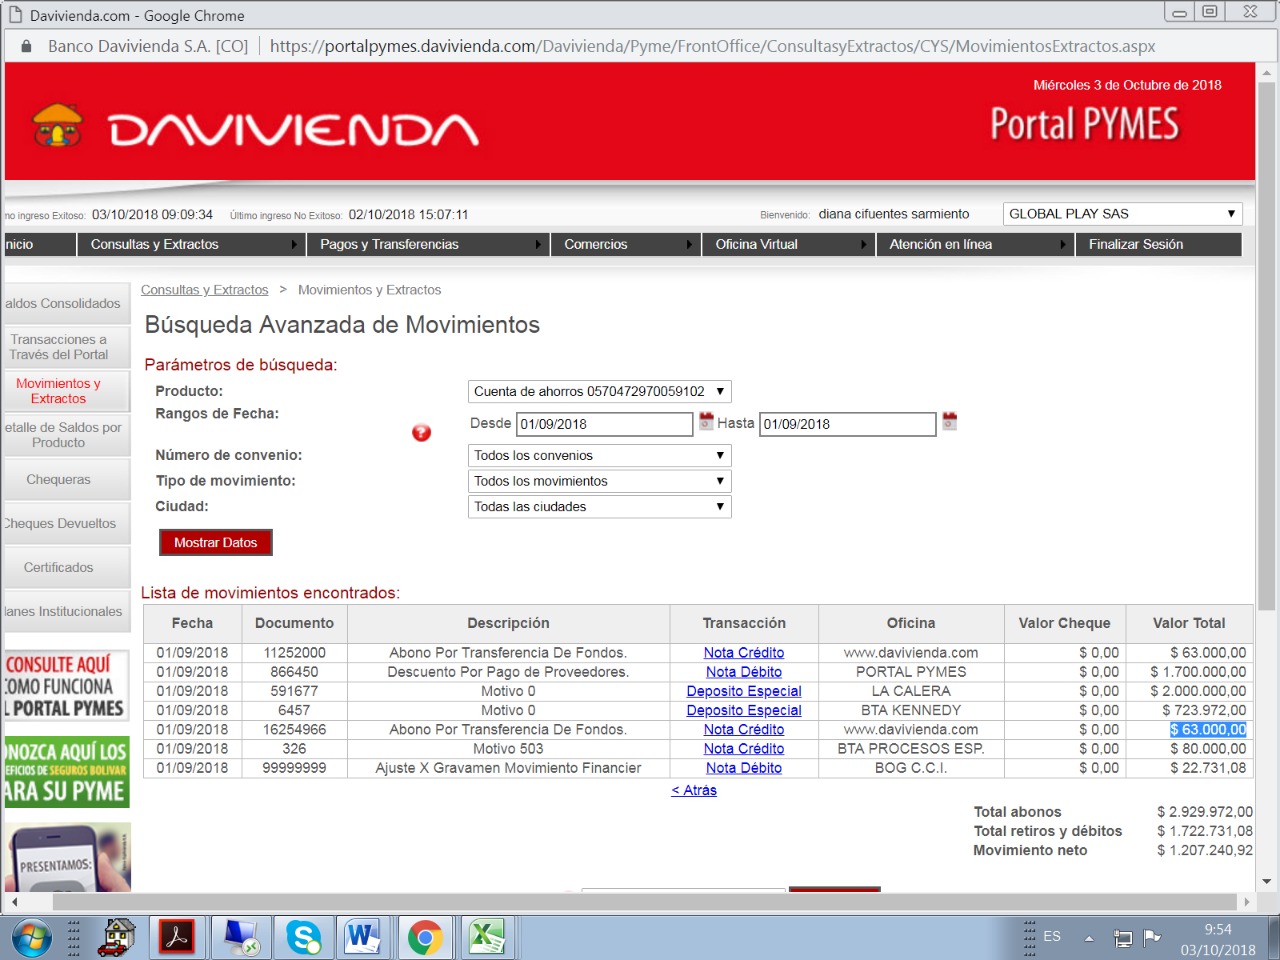 Davivienda.com - Google Chrome
Banco Davivienda S.A. [CO] https://portalpymes.davivienda.com/Davivienda/Pyme/FrontOffice/ConsultasyExtractos/CYS/MovimientosExtractos.aspx
Miércoles 3 de Octubre de 2018
DAVIVIENDA
Portal PYMES
mo ingreso Exitoso: 03/10/2018 09:09:34 Último ingreso No Exitoso: 02/10/2018 15:07:11 Bienvenido: diana cifuentes sarmiento GLOBAL PLAY SAS
nicio Consultas y Extractos Pagos y Transferencias Comercios Oficina Virtual Atención en línea Finalizar Sesión
aldos Consolidados
Transacciones a
Través del Portal
Movimientos y
Extractos
etalle de Saldos por
Producto
Chequeras
Cheques Devueltos
Certificados
lanes Institucionales
CONSULTE AQUÍ
COMO FUNCIONA
L PORTAL PYMES
NOZCA AQUÍ LOS
EFICIOS DE SEGUROS BOLIVAR
ARA SU PYME
PRESENTAMOS:
Consultas y Extractos > Movimientos y Extractos
Búsqueda Avanzada de Movimientos
Parámetros de búsqueda:
Producto: Cuenta de ahorros 0570472970059102
Rangos de Fecha: ? Desde 01/09/2018 Hasta 01/09/2018
Número de convenio: Todos los convenios
Tipo de movimiento: Todos los movimientos
Ciudad: Todas las ciudades
Mostrar Datos
Lista de movimientos encontrados:
Fecha Documento Descripción Transacción Oficina Valor Cheque Valor Total
01/09/2018 11252000 Abono Por Transferencia De Fondos. Nota Crédito www.davivienda.com $ 0,00 $ 63.000,00
01/09/2018 866450 Descuento Por Pago de Proveedores. Nota Débito PORTAL PYMES $ 0,00 $ 1.700.000,00
01/09/2018 591677 Motivo 0 Deposito Especial LA CALERA $ 0,00 $ 2.000.000,00
01/09/2018 6457 Motivo 0 Deposito Especial BTA KENNEDY $ 0,00 $ 723.972,00
01/09/2018 16254966 Abono Por Transferencia De Fondos. Nota Crédito www.davivienda.com $ 0,00 $ 63.000,00
01/09/2018 326 Motivo 503 Nota Crédito BTA PROCESOS ESP. $ 0,00 $ 80.000,00
01/09/2018 99999999 Ajuste X Gravamen Movimiento Financier Nota Débito BOG C.C.I. $ 0,00 $ 22.731,08
< Atrás
Total abonos $ 2.929.972,00
Total retiros y débitos $ 1.722.731,08
Movimiento neto $ 1.207.240,92
ES
9:54
03/10/2018